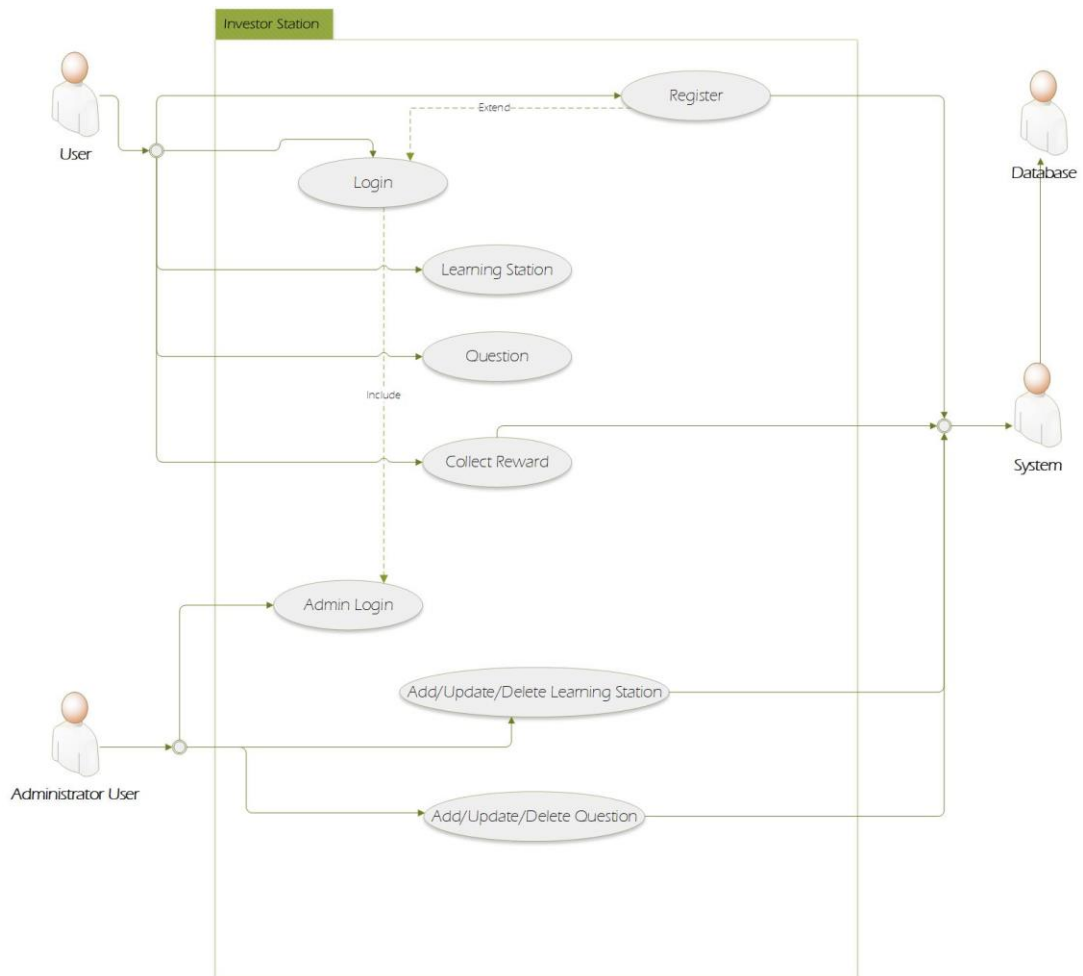 Investor Station
Register
Extend
User
Login
Database
Learning Station
Question
Include
Collect Reward
System
Admin Login
Add/Update/Delete Learning Station
Administrator User
Add/Update/Delete Question